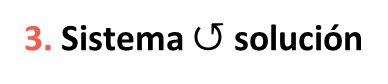 3. Sistema ↺ solución